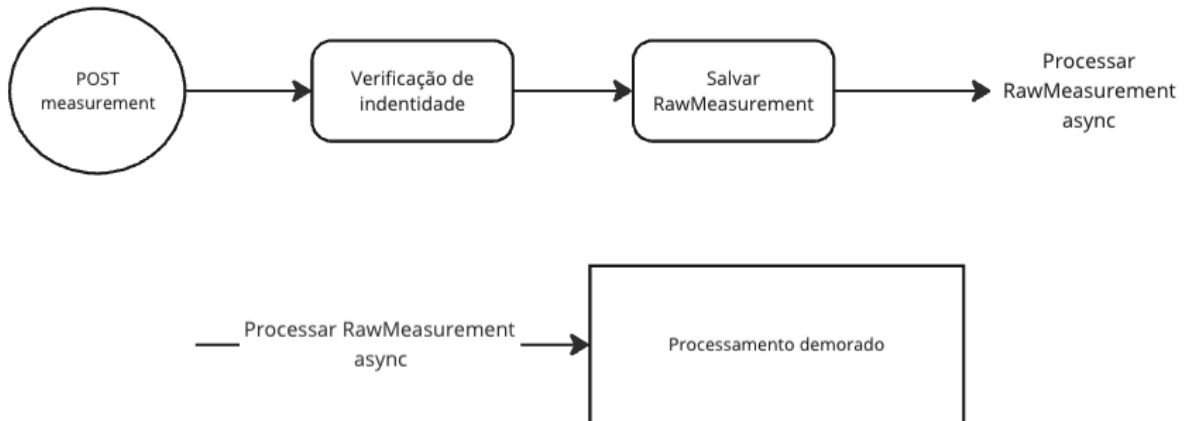 POST
measurement
Verificação de
indentidade
Salvar
RawMeasurement
Processar
RawMeasurement
async
Processar RawMeasurement
async
Processamento demorado